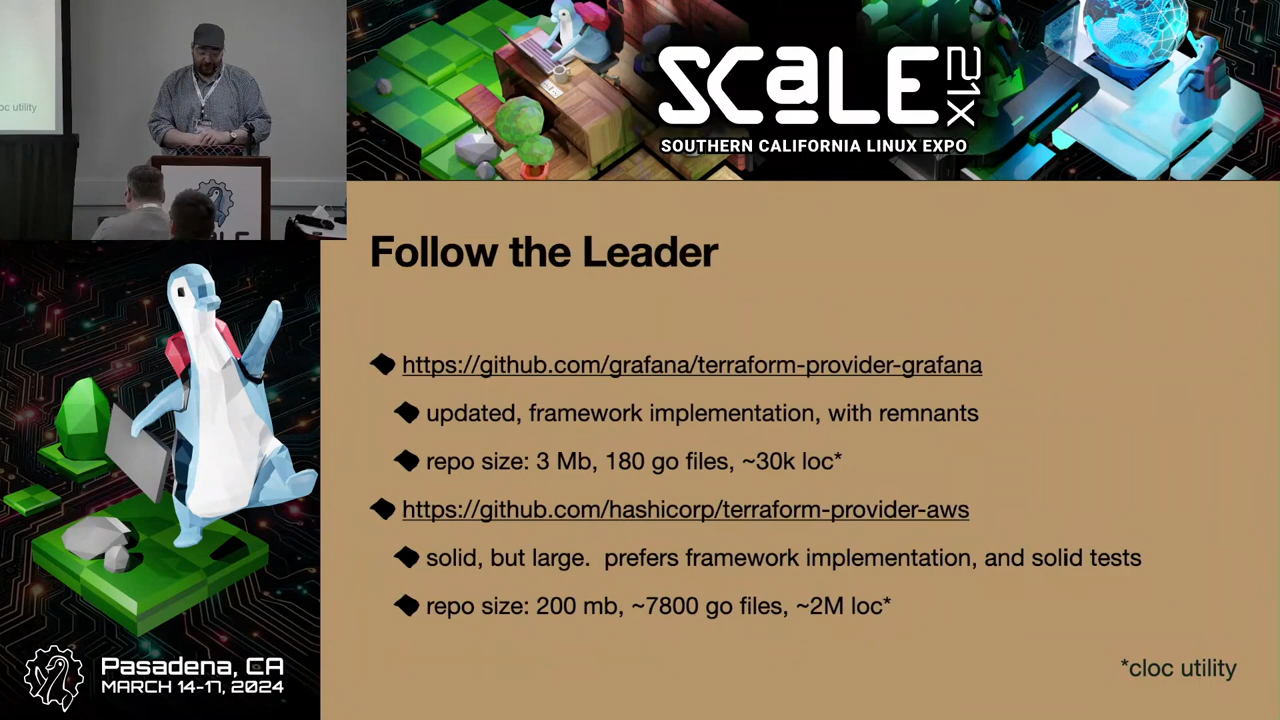 oc utility
SCALE 21X
SOUTHERN CALIFORNIA LINUX EXPO
Follow the Leader
https://github.com/grafana/terraform-provider-grafana
updated, framework implementation, with remnants
repo size: 3 Mb, 180 go files, ~30k loc*
https://github.com/hashicorp/terraform-provider-aws
solid, but large. prefers framework implementation, and solid tests
repo size: 200 mb, ~7800 go files, ~2M loc*
*cloc utility
Pasadena, CA
MARCH 14-17, 2024